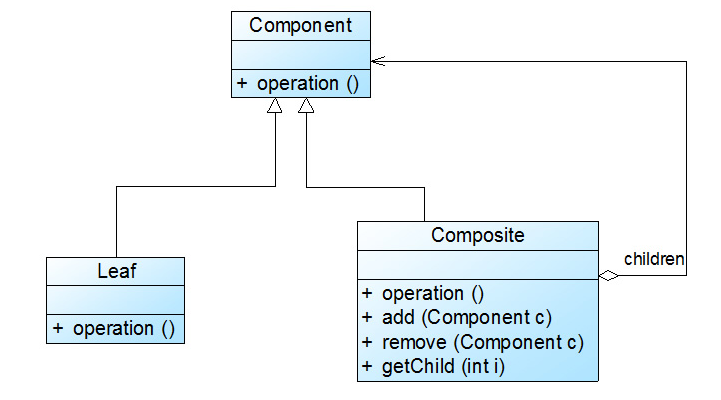 Component
+ operation ()
Leaf
+ operation ()
Composite
+ operation ()
+ add (Component c)
+ remove (Component c)
+ getChild (int i)
children